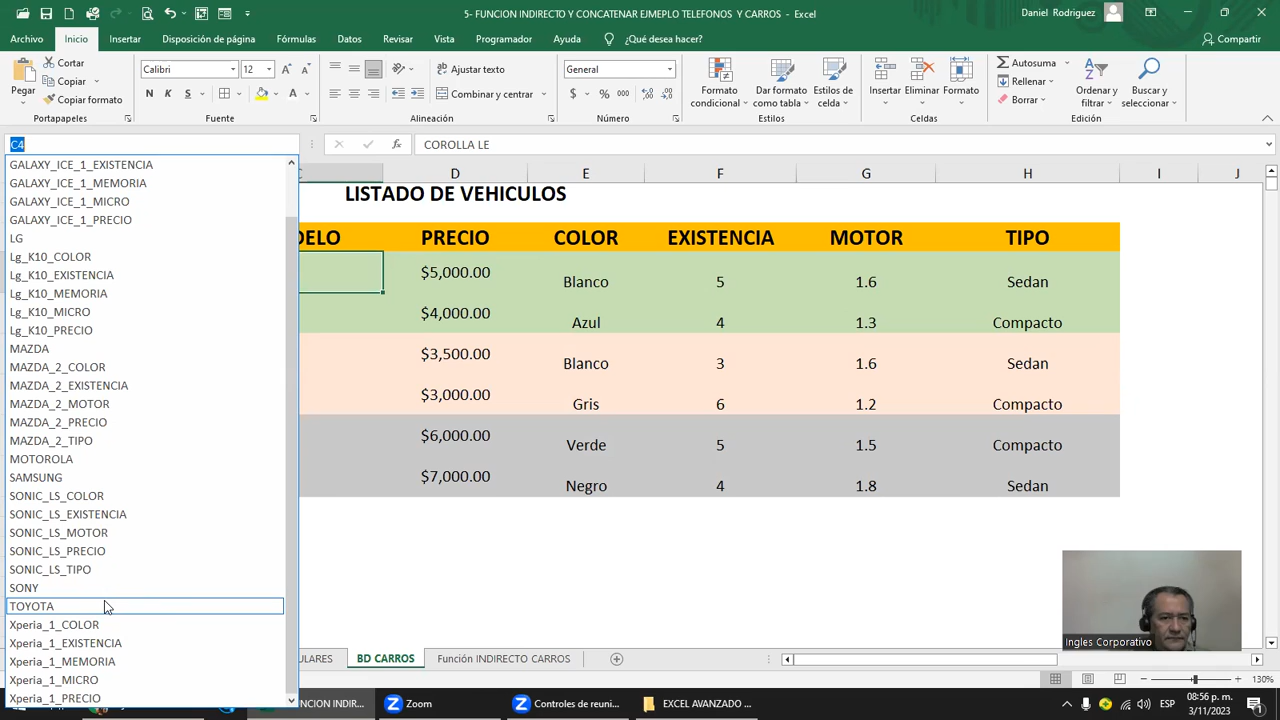 5- FUNCION INDIRECTO Y CONCATENAR EJMEPLO TELEFONOS Y CARROS - Excel
Daniel Rodriguez
Archivo Inicio Insertar Disposición de página Fórmulas Datos Revisar Vista Programador Ayuda ¿Qué desea hacer? Compartir
Pegar
Cortar
Copiar
Copiar formato
Calibri 12
N K S
Ajustar texto
Combinar y centrar
General
$ % 000
Formato condicional
Dar formato como tabla
Estilos de celda
Insertar Eliminar Formato
Autosuma
Rellenar
Borrar
Ordenar y filtrar
Buscar y seleccionar
Portapapeles Fuente Alineación Número Estilos Celdas Edición
C4 fx COROLLA LE
C D E F G H I J
LISTADO DE VEHICULOS
DELO PRECIO COLOR EXISTENCIA MOTOR TIPO
$5,000.00 Blanco 5 1.6 Sedan
$4,000.00 Azul 4 1.3 Compacto
$3,500.00 Blanco 3 1.6 Sedan
$3,000.00 Gris 6 1.2 Compacto
$6,000.00 Verde 5 1.5 Compacto
$7,000.00 Negro 4 1.8 Sedan
GALAXY_ICE_1_EXISTENCIA
GALAXY_ICE_1_MEMORIA
GALAXY_ICE_1_MICRO
GALAXY_ICE_1_PRECIO
LG
Lg_K10_COLOR
Lg_K10_EXISTENCIA
Lg_K10_MEMORIA
Lg_K10_MICRO
Lg_K10_PRECIO
MAZDA
MAZDA_2_COLOR
MAZDA_2_EXISTENCIA
MAZDA_2_MOTOR
MAZDA_2_PRECIO
MAZDA_2_TIPO
MOTOROLA
SAMSUNG
SONIC_LS_COLOR
SONIC_LS_EXISTENCIA
SONIC_LS_MOTOR
SONIC_LS_PRECIO
SONIC_LS_TIPO
SONY
TOYOTA
Xperia_1_COLOR
Xperia_1_EXISTENCIA
Xperia_1_MEMORIA
Xperia_1_MICRO
Xperia_1_PRECIO
Ingles Corporativo
ULARES BD CARROS Función INDIRECTO CARROS
130%
FUNCION INDIR... Zoom Controles de reuni... EXCEL AVANZADO ...
ESP
08:56 p. m.
3/11/2023